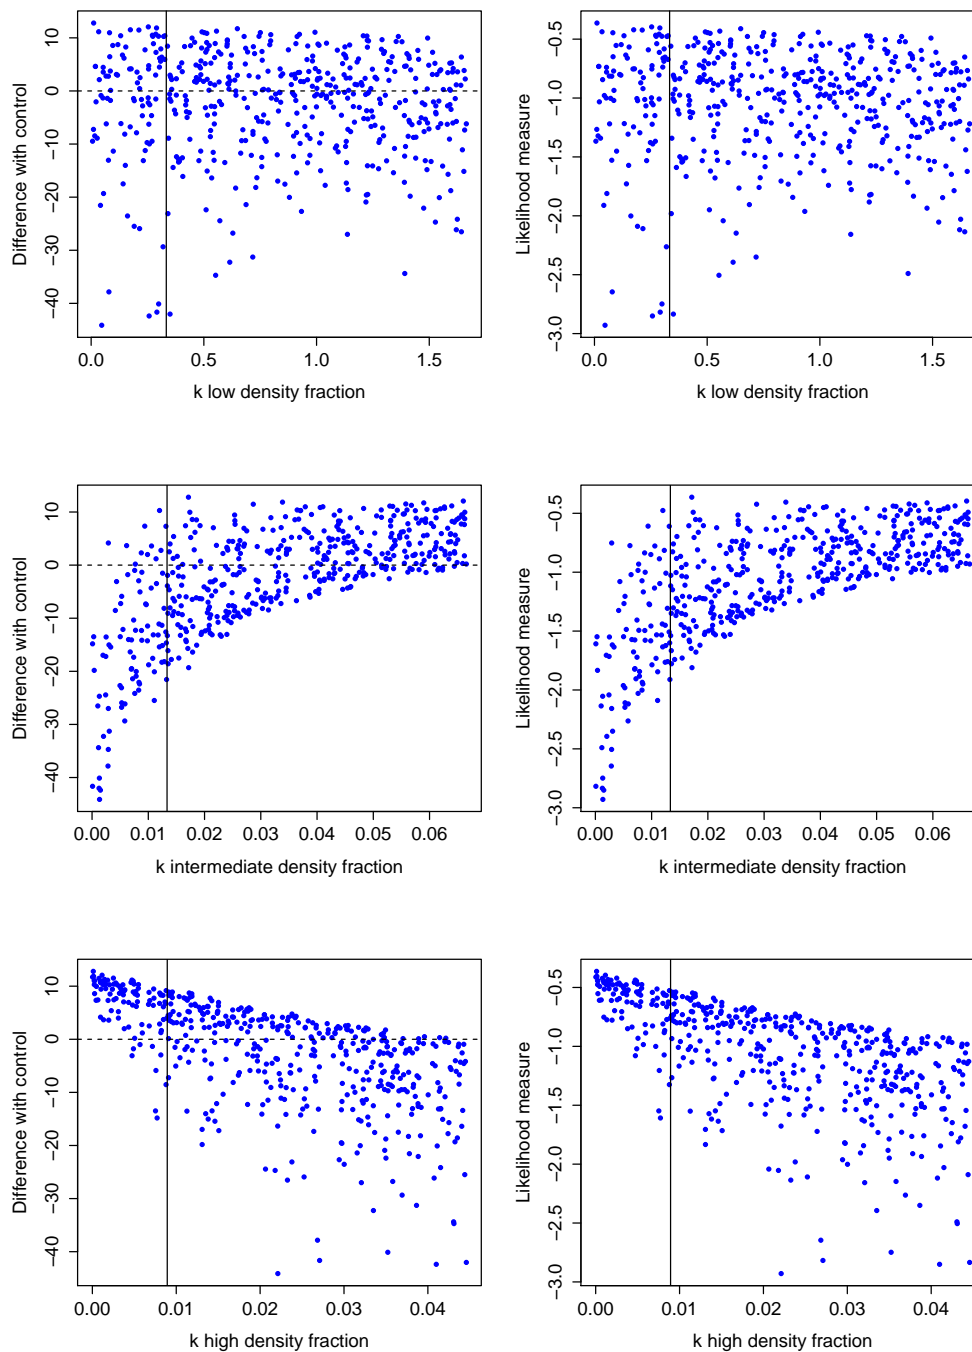 Difference with control
10
0
−10
−20
−30
−40
0.0 0.5 1.0 1.5
k low density fraction
Likelihood measure
−0.5
−1.0
−1.5
−2.0
−2.5
−3.0
0.0 0.5 1.0 1.5
k low density fraction
Difference with control
10
0
−10
−20
−30
−40
0.00 0.01 0.02 0.03 0.04 0.05 0.06
k intermediate density fraction
Likelihood measure
−0.5
−1.0
−1.5
−2.0
−2.5
−3.0
0.00 0.01 0.02 0.03 0.04 0.05 0.06
k intermediate density fraction
Difference with control
10
0
−10
−20
−30
−40
0.00 0.01 0.02 0.03 0.04
k high density fraction
Likelihood measure
−0.5
−1.0
−1.5
−2.0
−2.5
−3.0
0.00 0.01 0.02 0.03 0.04
k high density fraction